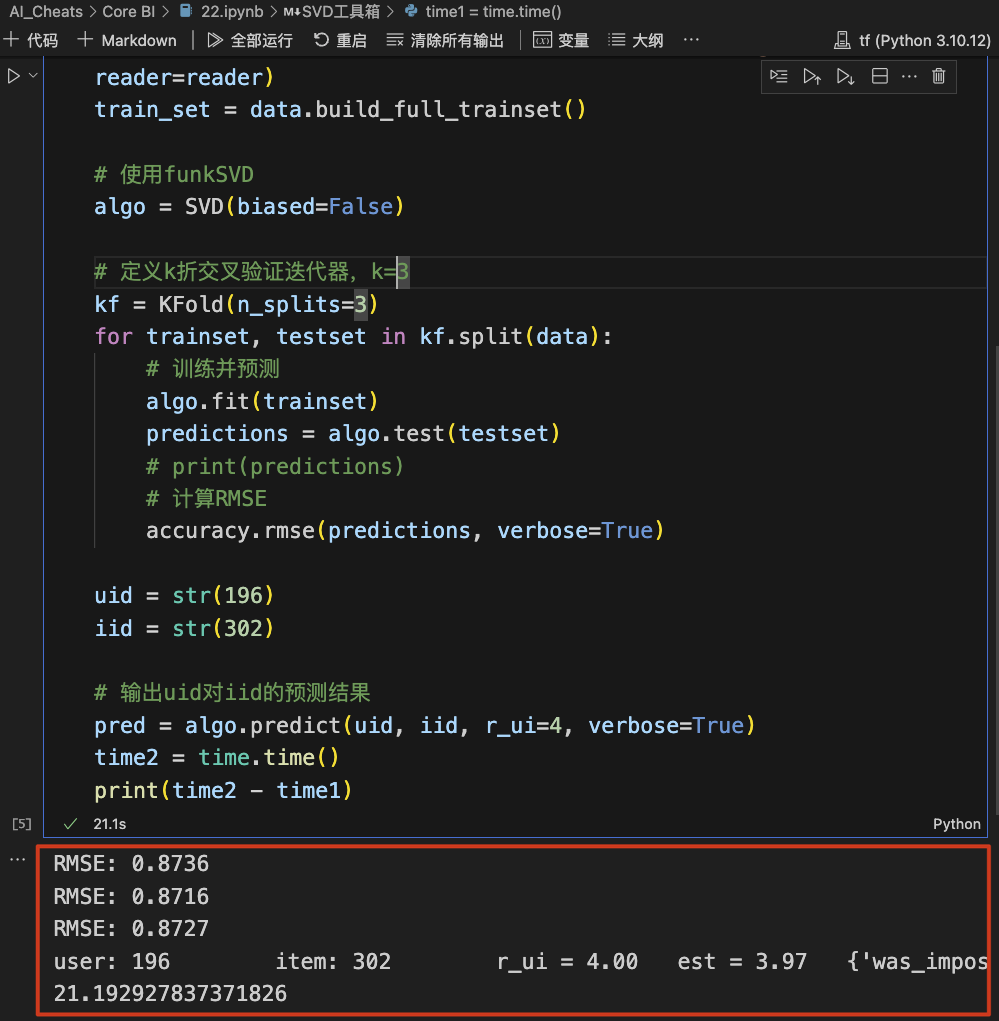 AI_Cheats > Core BI > 22.ipynb > M↓SVD工具箱 > time1 = time.time()
+ 代码 + Markdown 全部运行 重启 清除所有输出 变量 大纲 ··· tf (Python 3.10.12)
reader=reader)
train_set = data.build_full_trainset()
# 使用funkSVD
algo = SVD(biased=False)
# 定义k折交叉验证迭代器，k=3
kf = KFold(n_splits=3)
for trainset, testset in kf.split(data):
# 训练并预测
algo.fit(trainset)
predictions = algo.test(testset)
# print(predictions)
# 计算RMSE
accuracy.rmse(predictions, verbose=True)
uid = str(196)
iid = str(302)
# 输出uid对iid的预测结果
pred = algo.predict(uid, iid, r_ui=4, verbose=True)
time2 = time.time()
print(time2 - time1)
[5] 21.1s Python
RMSE: 0.8736
RMSE: 0.8716
RMSE: 0.8727
user: 196 item: 302 r_ui = 4.00 est = 3.97 {'was_impos
21.192927837371826